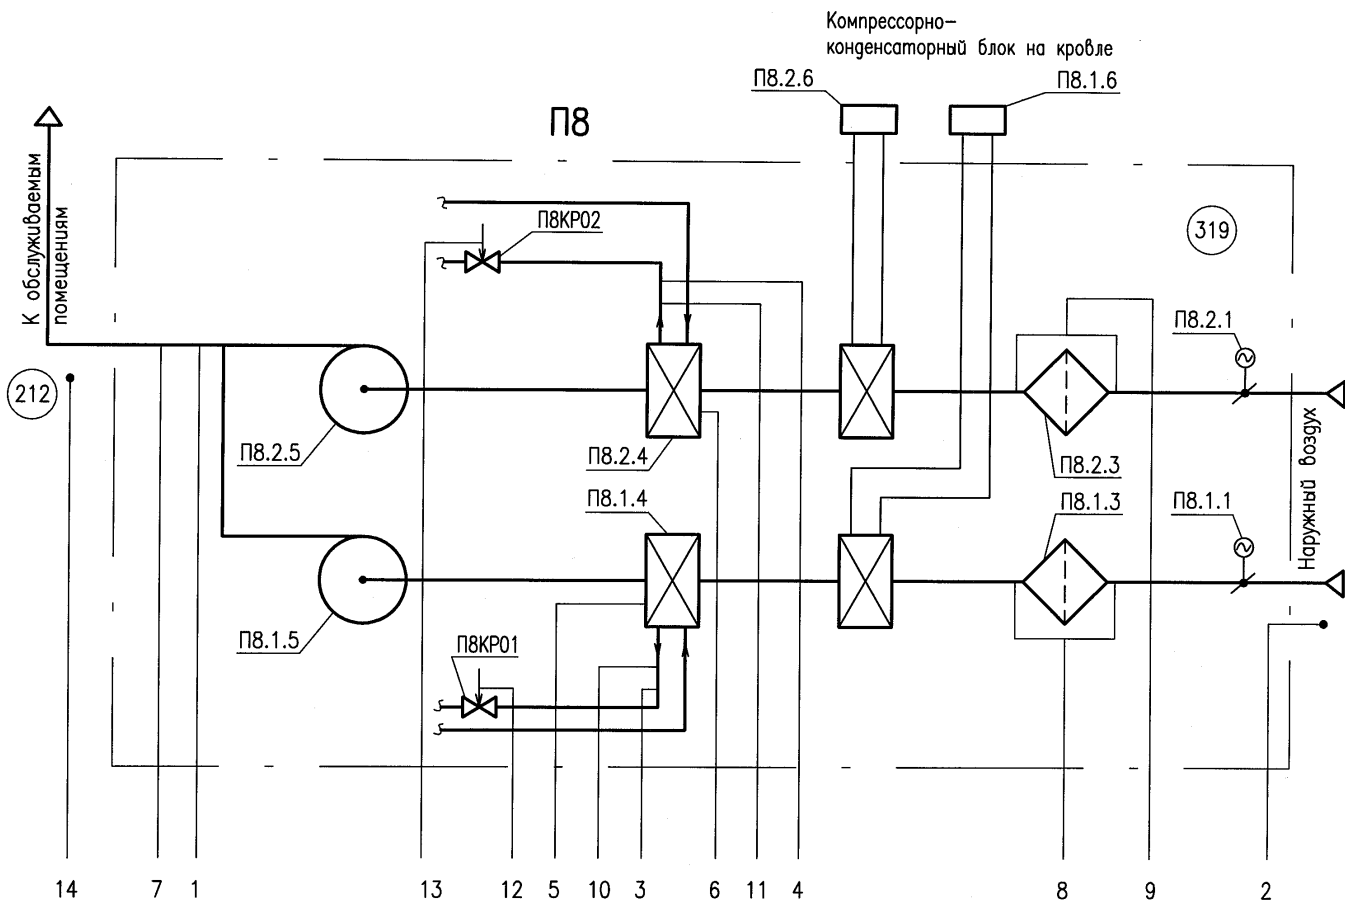 Компрессорно-
конденсаторный блок на кровле
П8.2.6
П8.1.6
П8
К обслуживаемым
помещениям
П8КР02
319
П8.2.1
212
П8.2.5
П8.2.4
П8.2.3
Наружный воздух
П8.1.4
П8.1.3
П8.1.1
П8.1.5
П8КР01
14 7 1 13 12 5 10 3 6 11 4 8 9 2